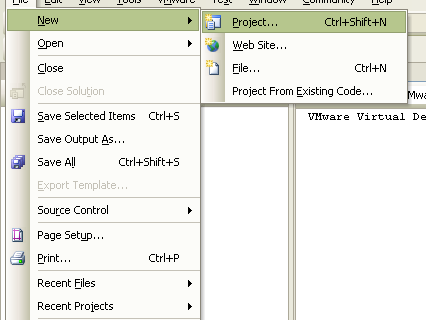 File Edit View Tools VMware Test Window Community Help
New
Project... Ctrl+Shift+N
Open
Web Site...
Close
File... Ctrl+N
Close Solution
Project From Existing Code...
Save Selected Items Ctrl+S
VMware Virtual De
Save Output As...
Save All Ctrl+Shift+S
Export Template...
Source Control
Page Setup...
Print... Ctrl+P
Recent Files
Recent Projects